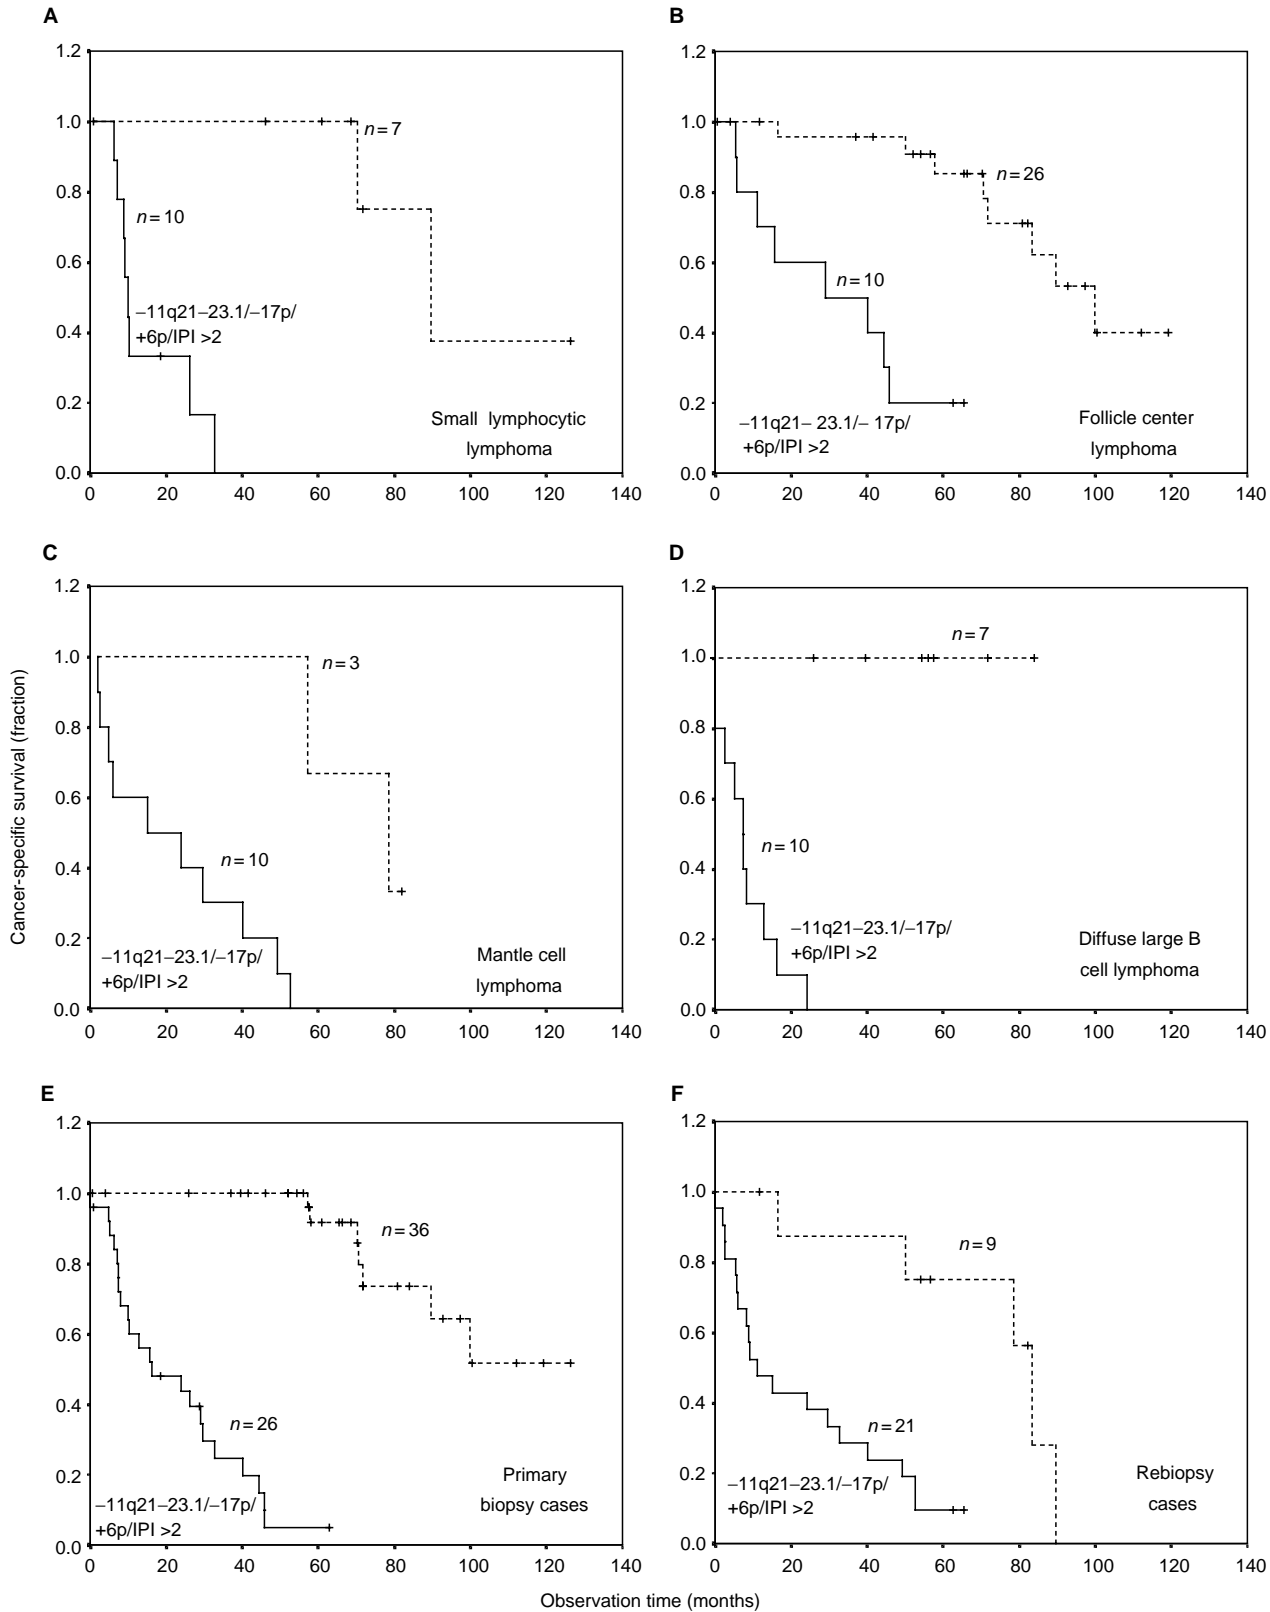 A
1.2
1.0
0.8
0.6
0.4
0.2
0.0
0 20 40 60 80 100 120 140
n = 7
n = 10
–11q21–23.1/–17p/
+6p/IPI >2
Small lymphocytic
lymphoma
B
1.2
1.0
0.8
0.6
0.4
0.2
0.0
0 20 40 60 80 100 120 140
n = 26
n = 10
–11q21– 23.1/– 17p/
+6p/IPI >2
Follicle center
lymphoma
Cancer-specific survival (fraction)
C
1.2
1.0
0.8
0.6
0.4
0.2
0.0
0 20 40 60 80 100 120 140
n = 3
n = 10
–11q21–23.1/–17p/
+6p/IPI >2
Mantle cell
lymphoma
D
1.2
1.0
0.8
0.6
0.4
0.2
0.0
0 20 40 60 80 100 120 140
n = 7
n = 10
–11q21–23.1/–17p/
+6p/IPI >2
Diffuse large B
cell lymphoma
E
1.2
1.0
0.8
0.6
0.4
0.2
0.0
0 20 40 60 80 100 120 140
n = 36
n = 26
–11q21–23.1/–17p/
+6p/IPI >2
Primary
biopsy cases
F
1.2
1.0
0.8
0.6
0.4
0.2
0.0
0 20 40 60 80 100 120 140
n = 9
n = 21
–11q21–23.1/–17p/
+6p/IPI >2
Rebiopsy
cases
Observation time (months)